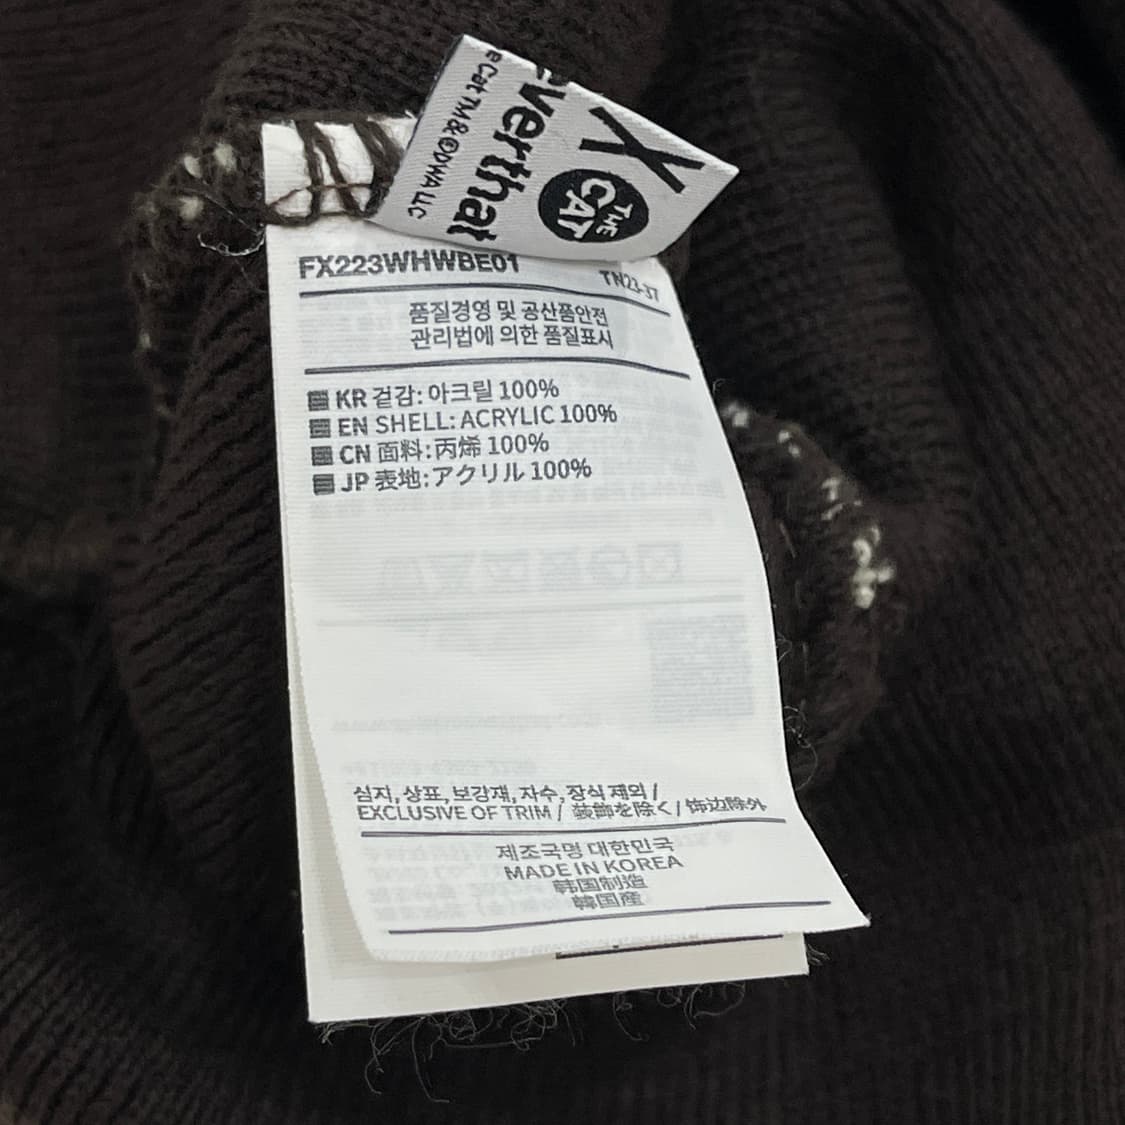 X
THE
CAT
verthat
e Cat TM & ©DWA LLC
FX223WHWBE01
TN23-37
품질경영 및 공산품안전
관리법에 의한 품질표시
KR 겉감: 아크릴 100%
EN SHELL: ACRYLIC 100%
CN 面料: 丙烯 100%
JP 表地: アクリル 100%
심지, 상표, 보강재, 자수, 장식 제외 /
EXCLUSIVE OF TRIM / 装飾を除く / 饰边除外
제조국명 대한민국
MADE IN KOREA
韩国制造
韓国産